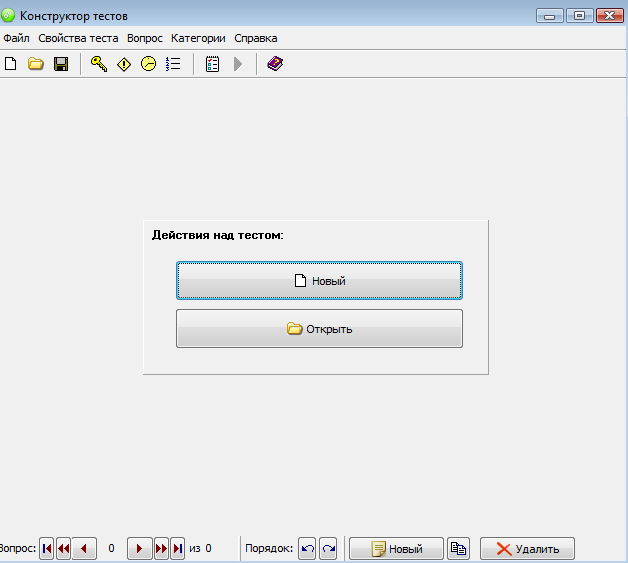 Конструктор тестов
Файл Свойства теста Вопрос Категории Справка
Действия над тестом:
Новый
Открыть
Вопрос: 0 из 0 Порядок: Новый Удалить